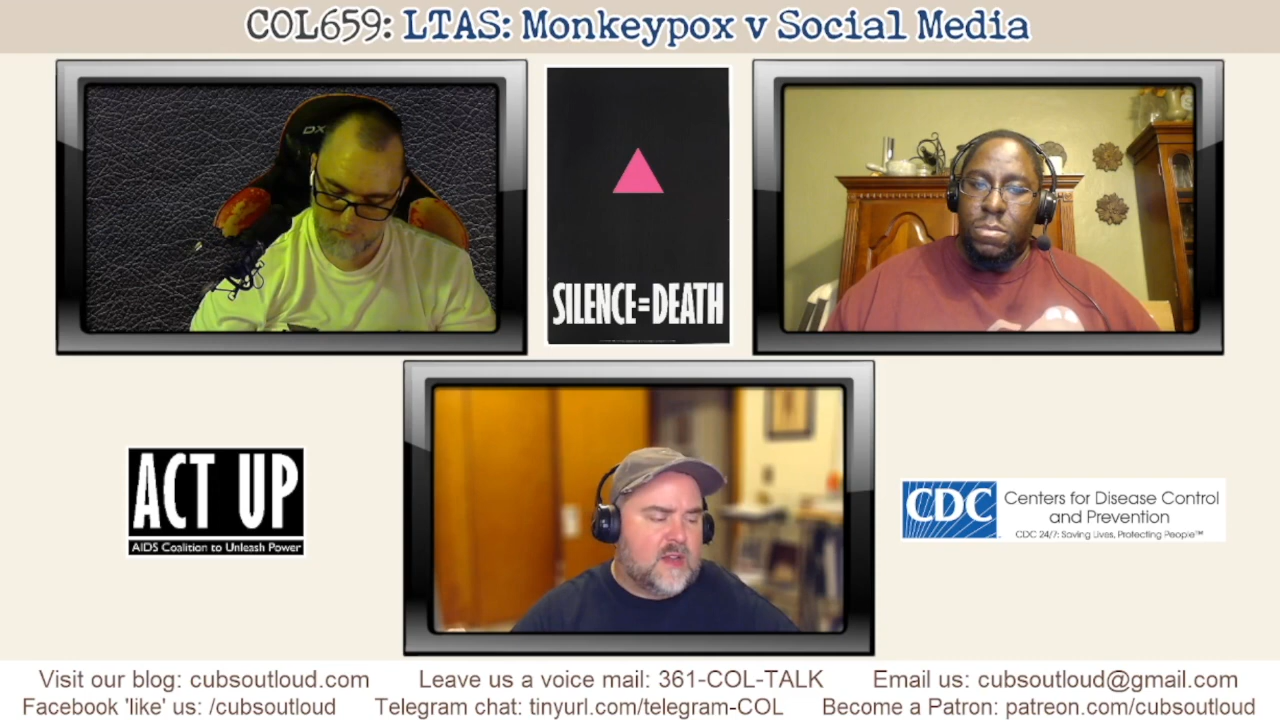 COL659: LTAS: Monkeypox v Social Media
DX
SILENCE=DEATH
ACT UP
AIDS Coalition to Unleash Power
CDC
Centers for Disease Control
and Prevention
CDC 24/7: Saving Lives, Protecting People™
Visit our blog: cubsoutloud.com
Leave us a voice mail: 361-COL-TALK
Email us: cubsoutloud@gmail.com
Facebook 'like' us: /cubsoutloud
Telegram chat: tinyurl.com/telegram-COL
Become a Patron: patreon.com/cubsoutloud